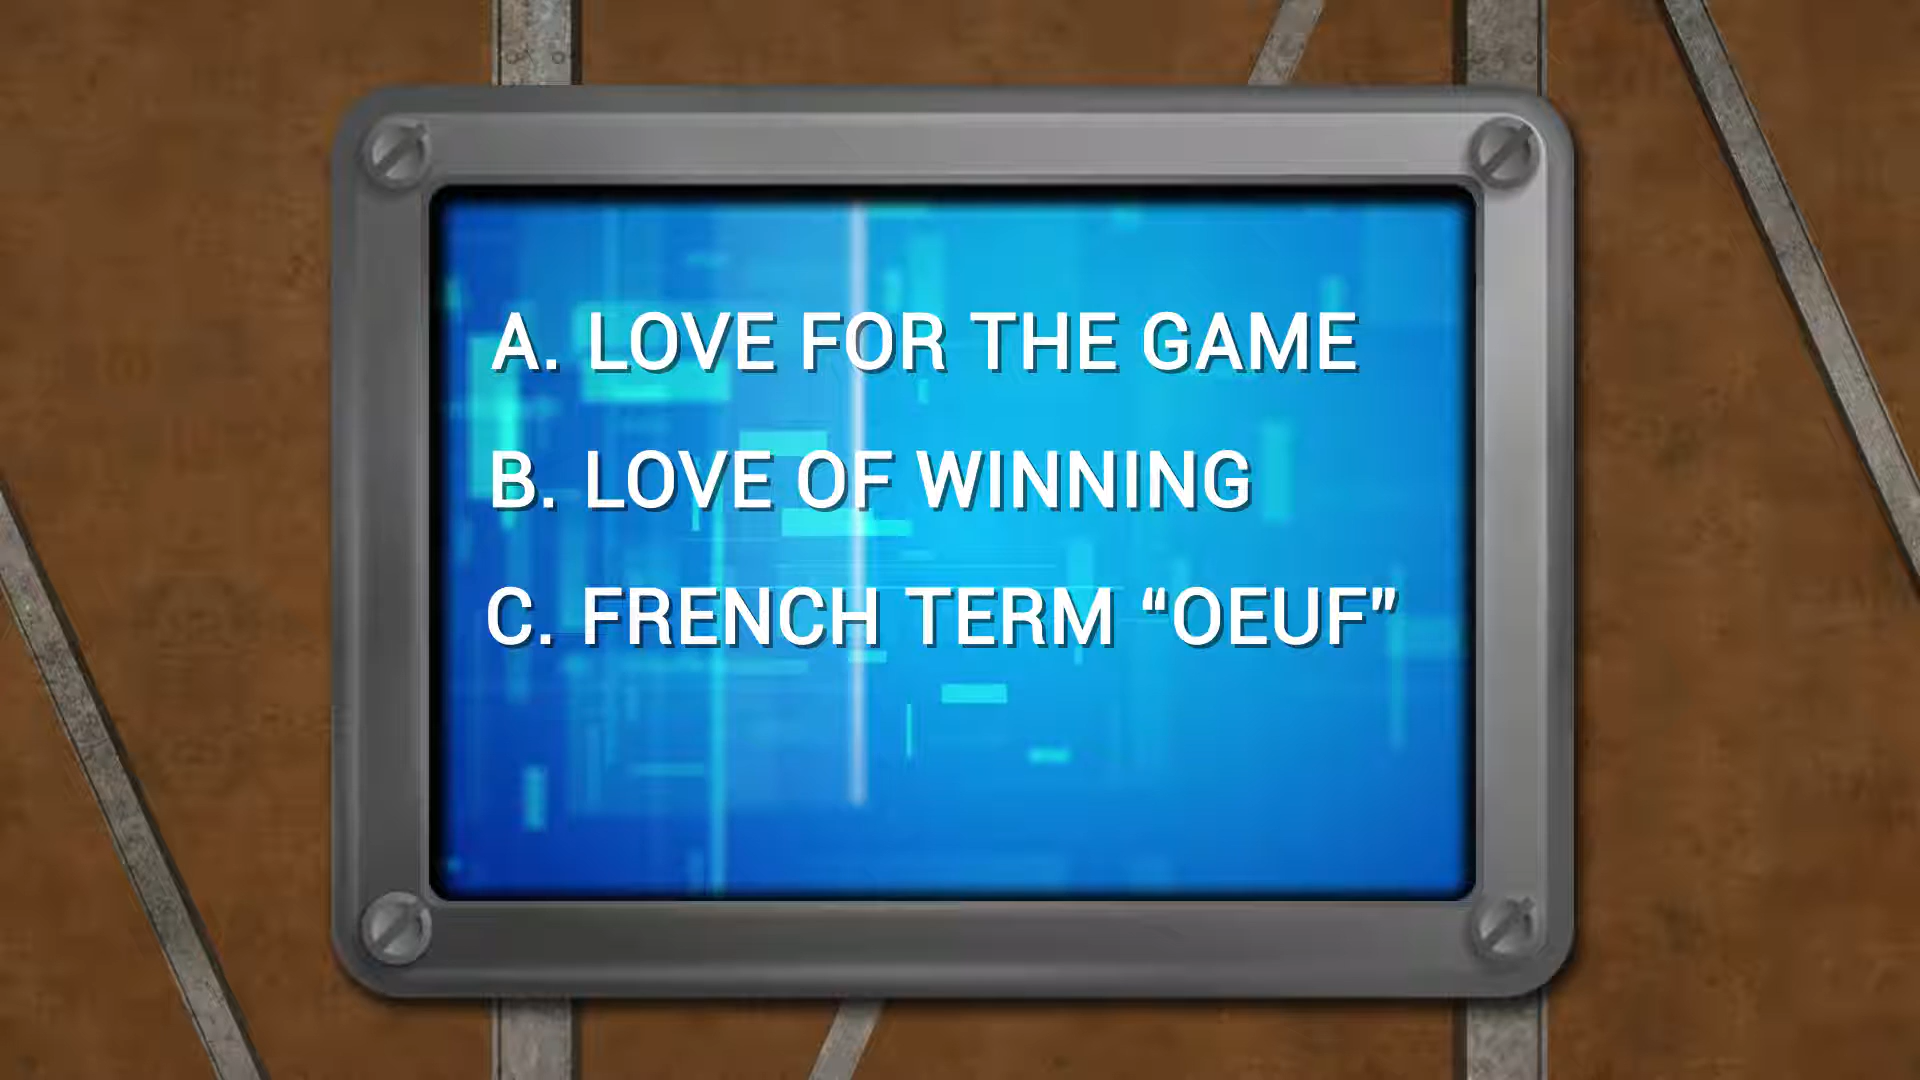 A. LOVE FOR THE GAME
B. LOVE OF WINNING
C. FRENCH TERM “OEUF”